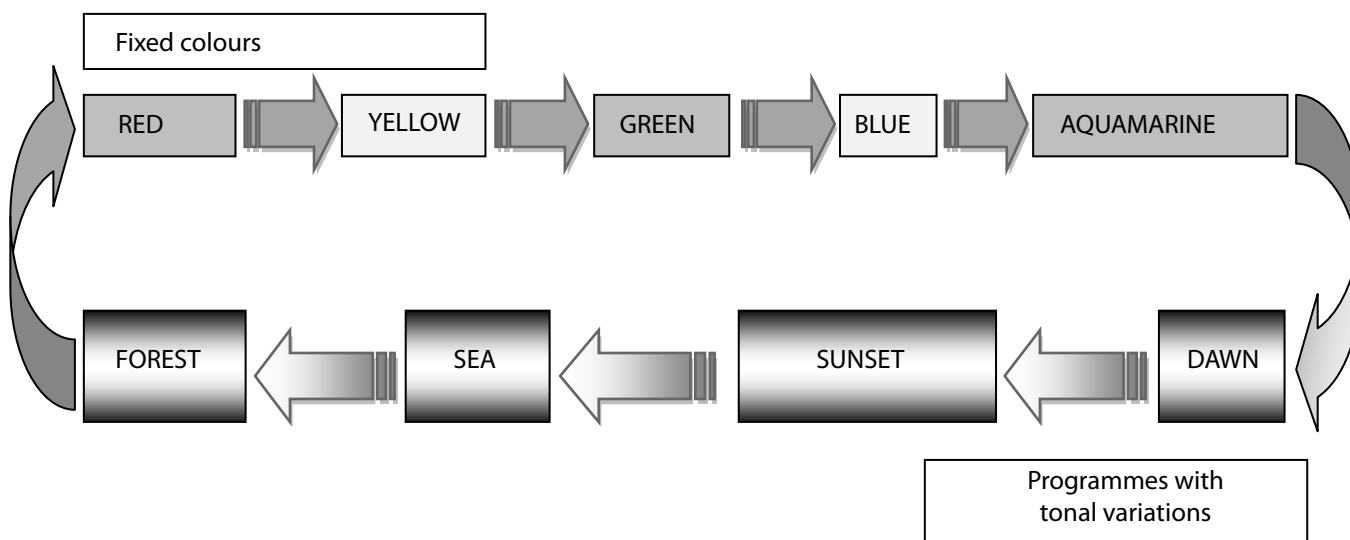 Fixed colours
RED YELLOW GREEN BLUE AQUAMARINE
FOREST SEA SUNSET DAWN
Programmes with
tonal variations